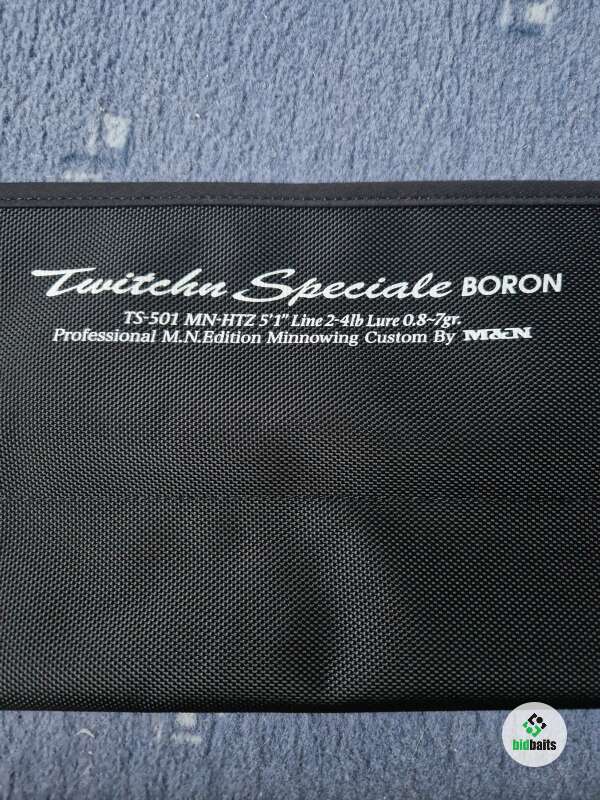 Twitchn Speciale BORON
TS-501 MN-HTZ 5'1" Line 2-4lb Lure 0.8~7gr.
Professional M.N.Edition Minnowing Custom By M&N
bidbaits